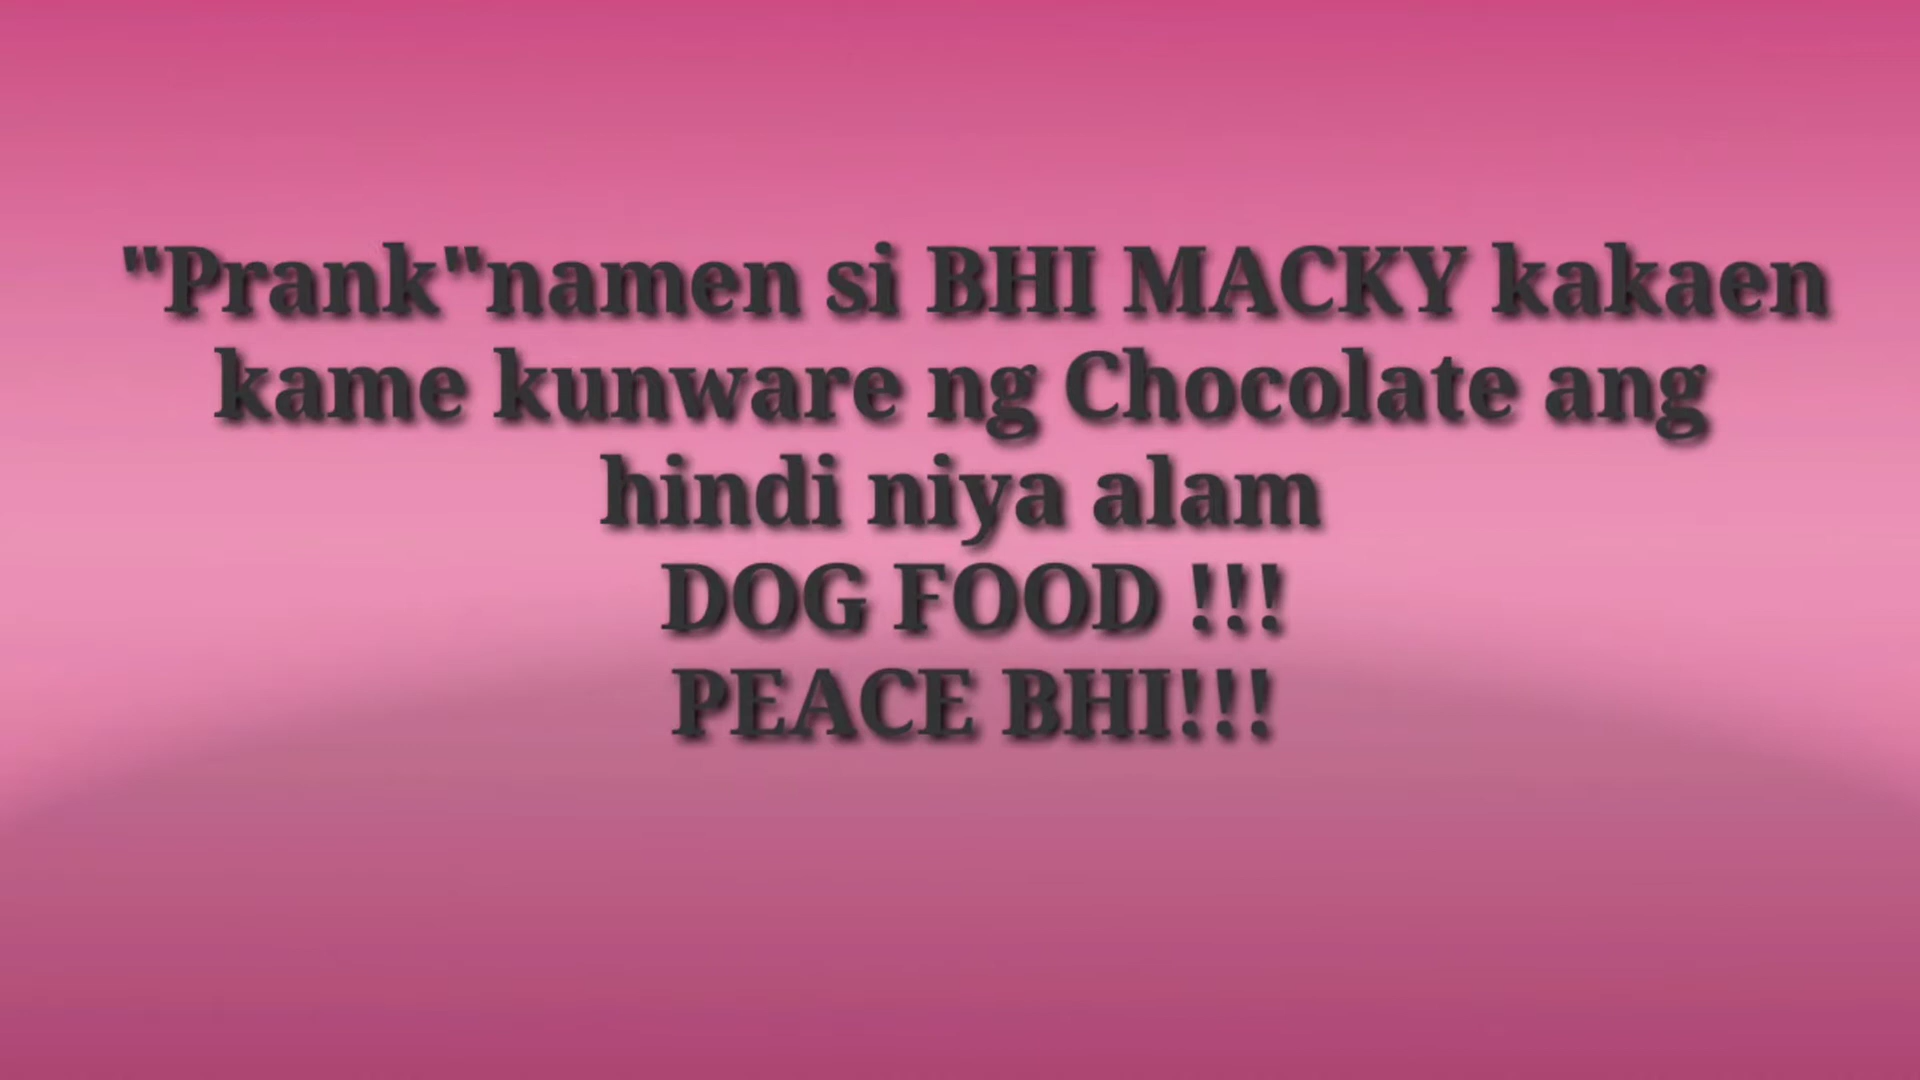 "Prank"namen si BHI MACKY kakaen
kame kunware ng Chocolate ang
hindi niya alam
DOG FOOD !!!
PEACE BHI!!!